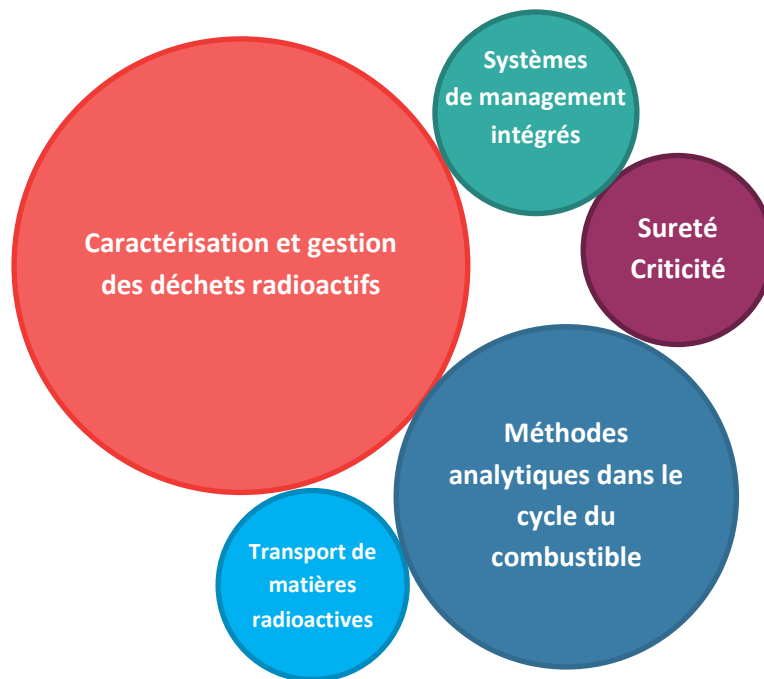 Systèmes
de management
intégrés
Caractérisation et gestion
des déchets radioactifs
Sureté
Criticité
Méthodes
analytiques dans le
cycle du
combustible
Transport de
matières
radioactives